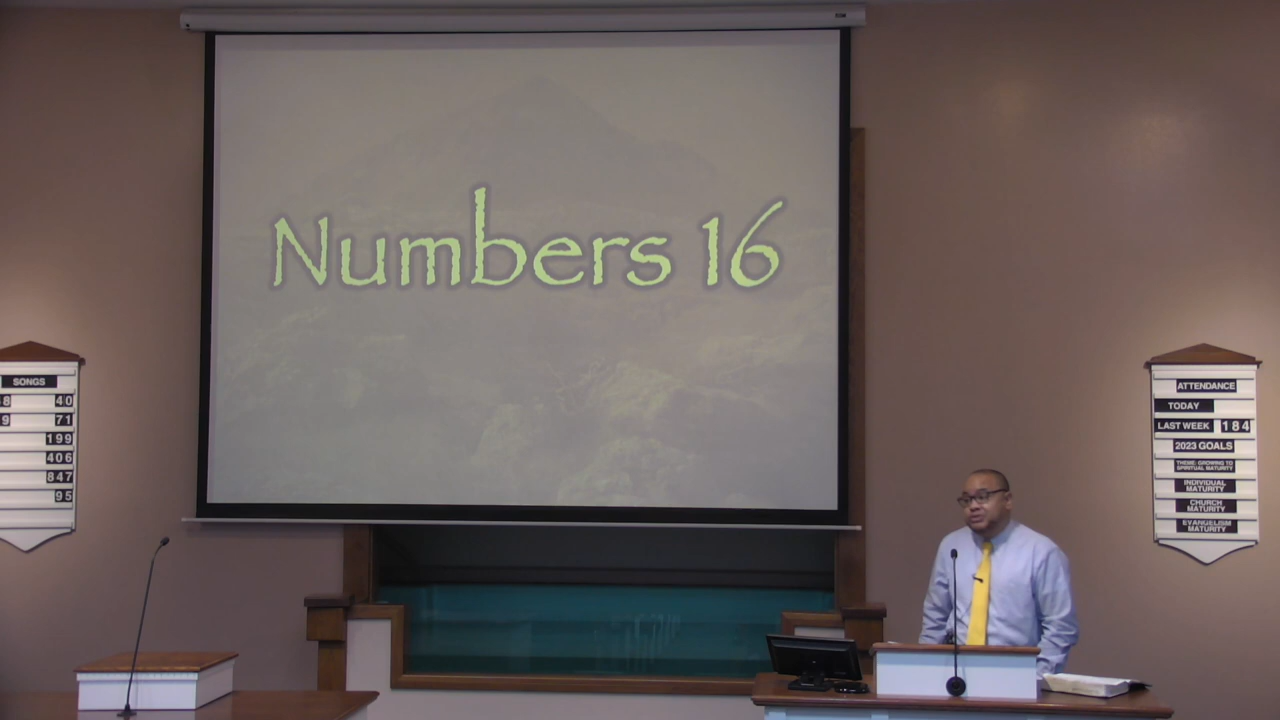 Numbers 16
SONGS
8 40
9 71
199
406
847
95
ATTENDANCE
TODAY
LAST WEEK 184
2023 GOALS
THEME: GROWING TO
SPIRITUAL MATURITY
INDIVIDUAL
MATURITY
CHURCH
MATURITY
EVANGELISM
MATURITY